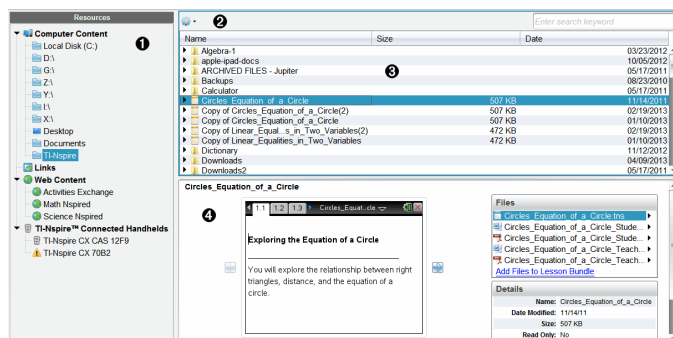 Resources
Computer Content
❶
Local Disk (C:)
D:\
G:\
Z:\
Y:\
I:\
X:\
Desktop
Documents
TI-Nspire
Links
Web Content
Activities Exchange
Math Nspired
Science Nspired
TI-Nspire™ Connected Handhelds
TI-Nspire CX CAS 12F9
TI-Nspire CX 70B2
❷
Enter search keyword
Name Size Date
❸
Algebra-1 03/23/2012
apple-ipad-docs 10/05/2012
ARCHIVED FILES - Jupiter 05/17/2011
Backups 08/23/2010
Calculator 05/17/2011
Circles_Equation_of_a_Circle 507 KB 11/14/2011
Copy of Circles_Equation_of_a_Circle(2) 507 KB 02/19/2013
Copy of Circles_Equation_of_a_Circle 507 KB 01/10/2013
Copy of Linear_Equal...s_in_Two_Variables(2) 472 KB 02/19/2013
Copy of Linear_Equalities_in_Two_Variables 472 KB 01/10/2013
Dictionary 11/12/2012
Downloads 04/09/2013
Downloads2 05/17/2011
Circles_Equation_of_a_Circle
❹
1.1 1.2 1.3 Circles_Equat..cle
Exploring the Equation of a Circle
You will explore the relationship between right
triangles, distance, and the equation of a
circle.
Files
Circles_Equation_of_a_Circle.tns
Circles_Equation_of_a_Circle_Stude...
Circles_Equation_of_a_Circle_Stude...
Circles_Equation_of_a_Circle_Teach...
Circles_Equation_of_a_Circle_Teach...
Add Files to Lesson Bundle
Details
Name: Circles_Equation_of_a_Circle
Date Modified: 11/14/11
Size: 507 KB
Read Only: No